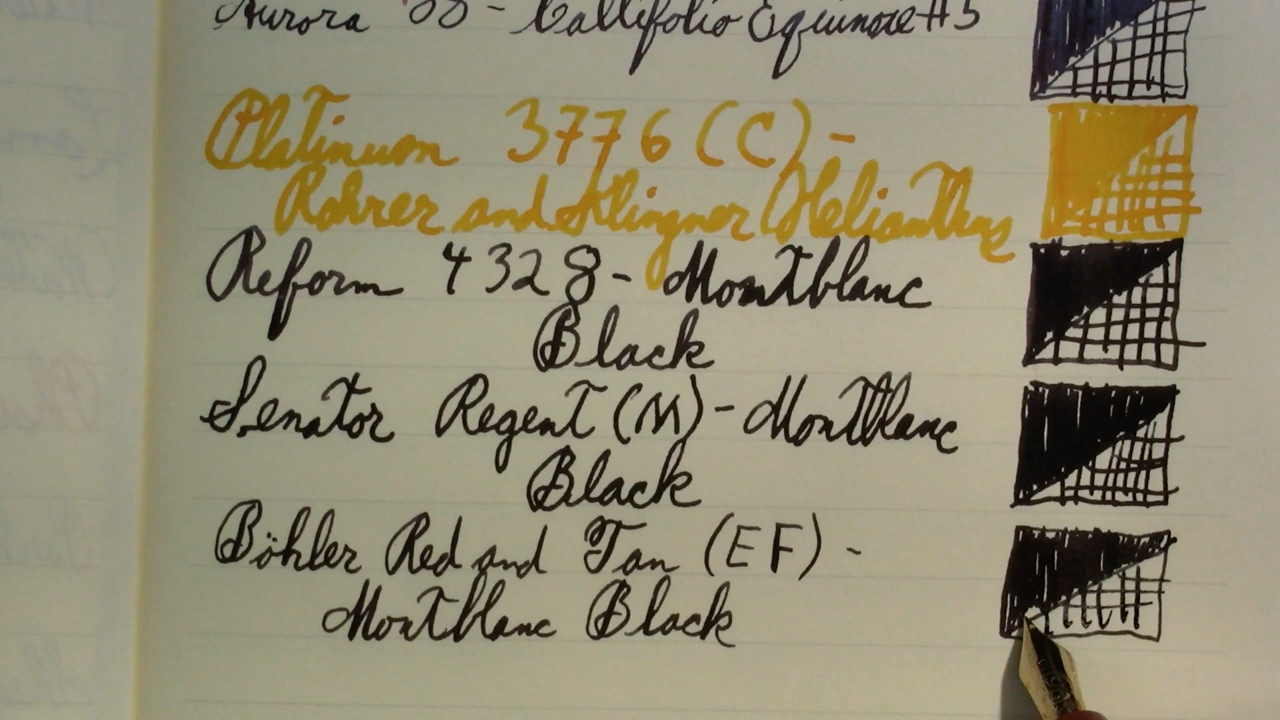 Aurora 88 - Callifolio Equinoxe #5
Platinum 3776 (C) -
Rohrer and Klingner Helianthus
Reform 4328 - Montblanc
Black
Senator Regent (M) - Montblanc
Black
Böhler Red and Tan (EF) -
Montblanc Black